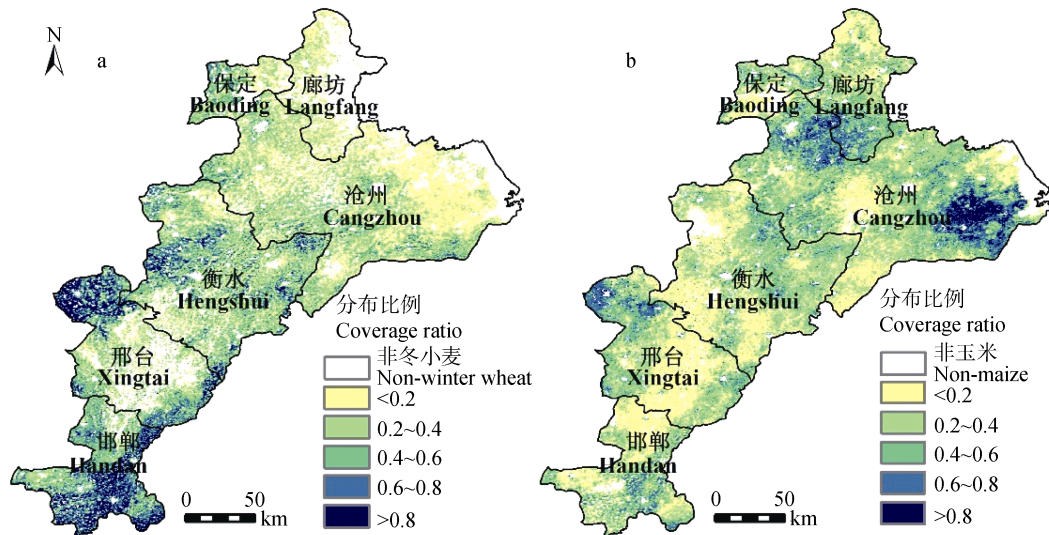 N
a
保定
Baoding
廊坊
Langfang
沧州
Cangzhou
衡水
Hengshui
邢台
Xingtai
邯郸
Handan
分布比例
Coverage ratio
非冬小麦
Non-winter wheat
<0.2
0.2~0.4
0.4~0.6
0.6~0.8
>0.8
0 50
km
b
保定
Baoding
廊坊
Langfang
沧州
Cangzhou
衡水
Hengshui
邢台
Xingtai
邯郸
Handan
分布比例
Coverage ratio
非玉米
Non-maize
<0.2
0.2~0.4
0.4~0.6
0.6~0.8
>0.8
0 50
km